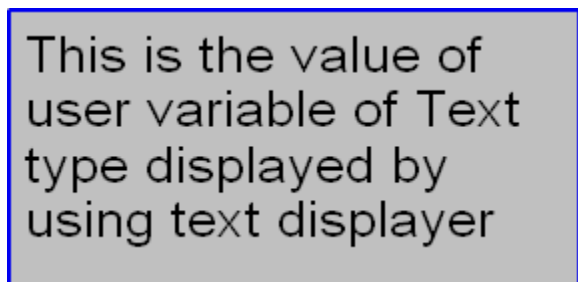 This is the value of
user variable of Text
type displayed by
using text displayer